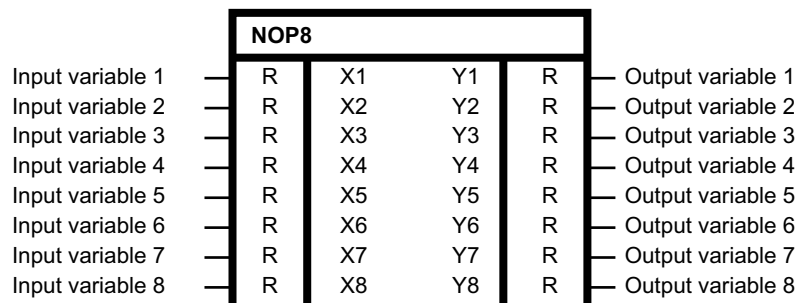 NOP8
Input variable 1 R X1 Y1 R Output variable 1
Input variable 2 R X2 Y2 R Output variable 2
Input variable 3 R X3 Y3 R Output variable 3
Input variable 4 R X4 Y4 R Output variable 4
Input variable 5 R X5 Y5 R Output variable 5
Input variable 6 R X6 Y6 R Output variable 6
Input variable 7 R X7 Y7 R Output variable 7
Input variable 8 R X8 Y8 R Output variable 8